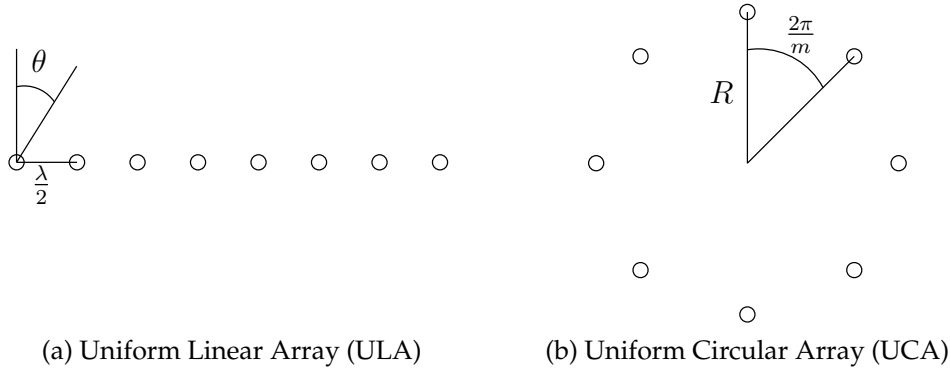 θ
λ/2
2π/m
R
(a) Uniform Linear Array (ULA)
(b) Uniform Circular Array (UCA)